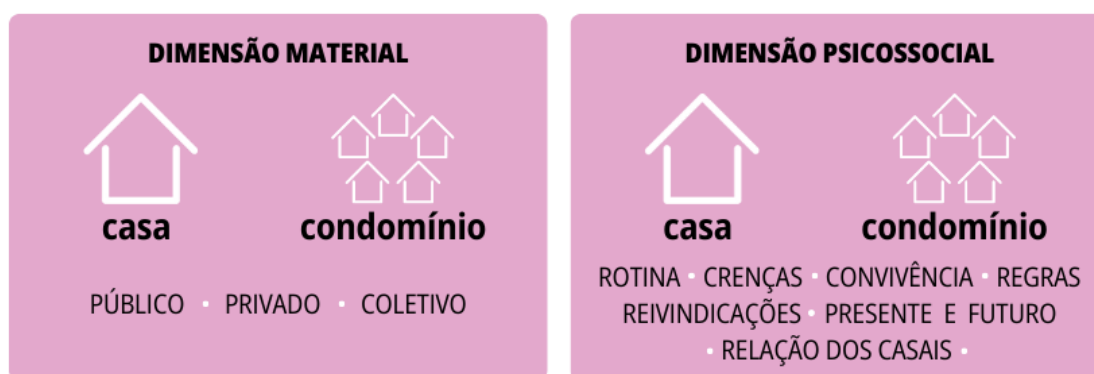 DIMENSÃO MATERIAL
casa
condomínio
PÚBLICO • PRIVADO • COLETIVO
DIMENSÃO PSICOSSOCIAL
casa
condomínio
ROTINA • CRENÇAS • CONVIVÊNCIA • REGRAS
REIVINDICAÇÕES • PRESENTE E FUTURO
• RELAÇÃO DOS CASAIS •